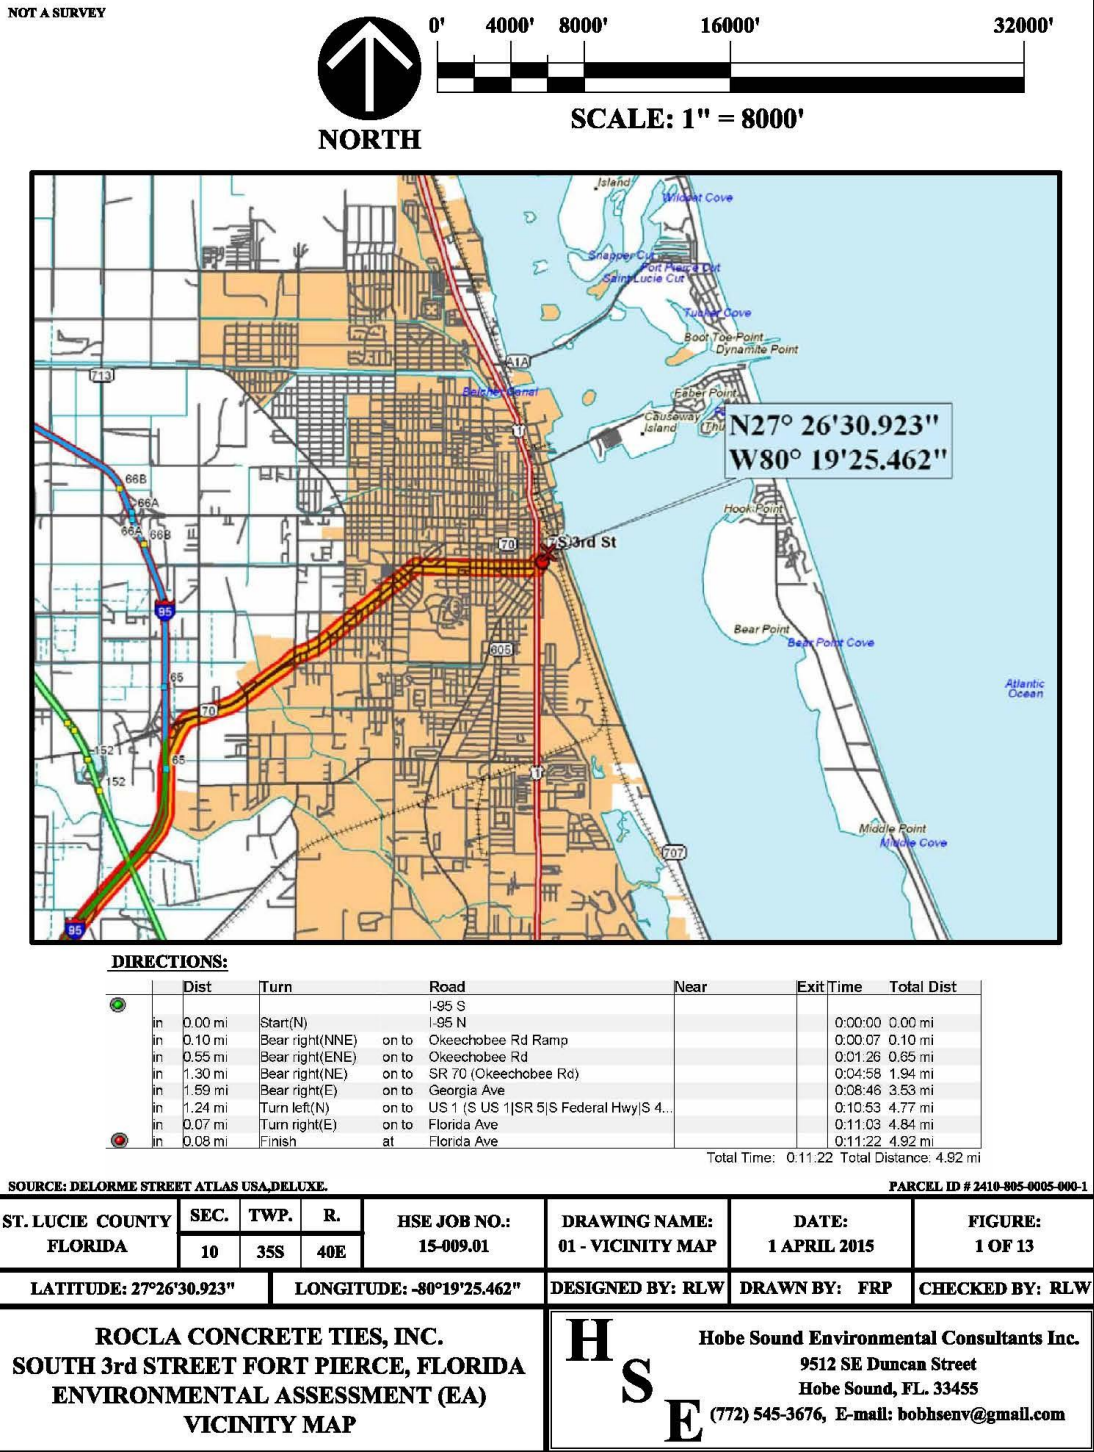 NOT A SURVEY
0' 4000' 8000' 16000' 32000'
NORTH
SCALE: 1" = 8000'
Island
Wildcat Cove
Snapper Cut
Fort Pierce Cut
Saint Lucie Cut
Tucker Cove
Boot Toe Point
Dynamite Point
A1A
713
Belcher Canal
Faber Point
Causeway
Island
(Thu
N27° 26'30.923"
W80° 19'25.462"
1
66B
66A
66A 66B
Hook Point
70
S 3rd St
95
Bear Point
Bear Point Cove
605
65
Atlantic
Ocean
70
152
65
1
152
Middle Point
Middle Cove
707
95
DIRECTIONS:
Dist Turn Road Near Exit Time Total Dist
I-95 S
in 0.00 mi Start(N) I-95 N 0:00:00 0.00 mi
in 0.10 mi Bear right(NNE) on to Okeechobee Rd Ramp 0:00:07 0.10 mi
in 0.55 mi Bear right(ENE) on to Okeechobee Rd 0:01:26 0.65 mi
in 1.30 mi Bear right(NE) on to SR 70 (Okeechobee Rd) 0:04:58 1.94 mi
in 1.59 mi Bear right(E) on to Georgia Ave 0:08:46 3.53 mi
in 1.24 mi Turn left(N) on to US 1 (S US 1|SR 5|S Federal Hwy|S 4... 0:10:53 4.77 mi
in 0.07 mi Turn right(E) on to Florida Ave 0:11:03 4.84 mi
in 0.08 mi Finish at Florida Ave 0:11:22 4.92 mi
Total Time: 0:11:22 Total Distance: 4.92 mi
SOURCE: DELORME STREET ATLAS USA,DELUXE.
PARCEL ID # 2410-805-0005-000-1
ST. LUCIE COUNTY
FLORIDA
SEC. TWP. R.
10 35S 40E
HSE JOB NO.:
15-009.01
DRAWING NAME:
01 - VICINITY MAP
DATE:
1 APRIL 2015
FIGURE:
1 OF 13
LATITUDE: 27°26'30.923"
LONGITUDE: -80°19'25.462"
DESIGNED BY: RLW
DRAWN BY: FRP
CHECKED BY: RLW
ROCLA CONCRETE TIES, INC.
SOUTH 3rd STREET FORT PIERCE, FLORIDA
ENVIRONMENTAL ASSESSMENT (EA)
VICINITY MAP
H
S
E
Hobe Sound Environmental Consultants Inc.
9512 SE Duncan Street
Hobe Sound, FL. 33455
(772) 545-3676, E-mail: bobhsenv@gmail.com